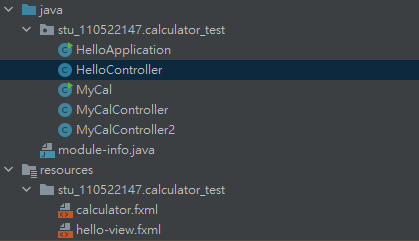 java
stu_110522147.calculator_test
HelloApplication
HelloController
MyCal
MyCalController
MyCalController2
module-info.java
resources
stu_110522147.calculator_test
calculator.fxml
hello-view.fxml